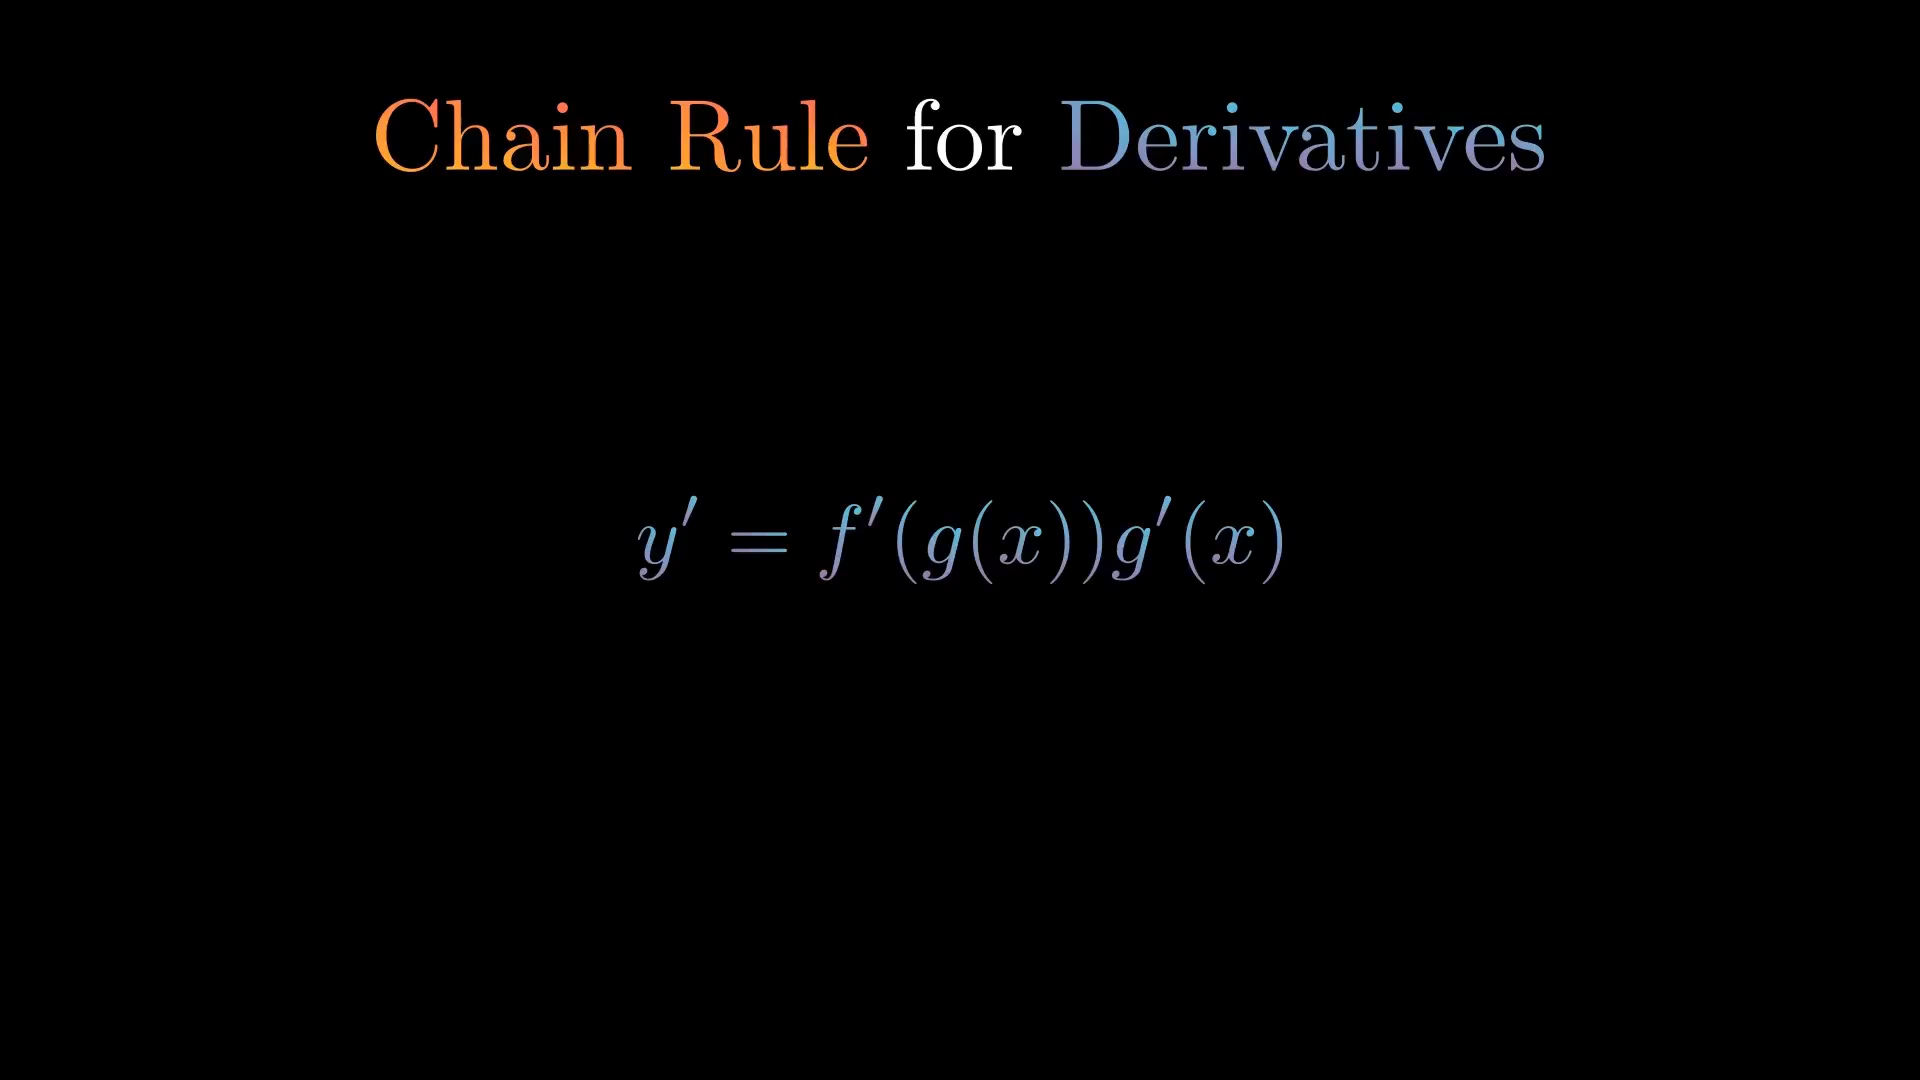 Chain Rule for Derivatives
y′ = f′(g(x))g′(x)